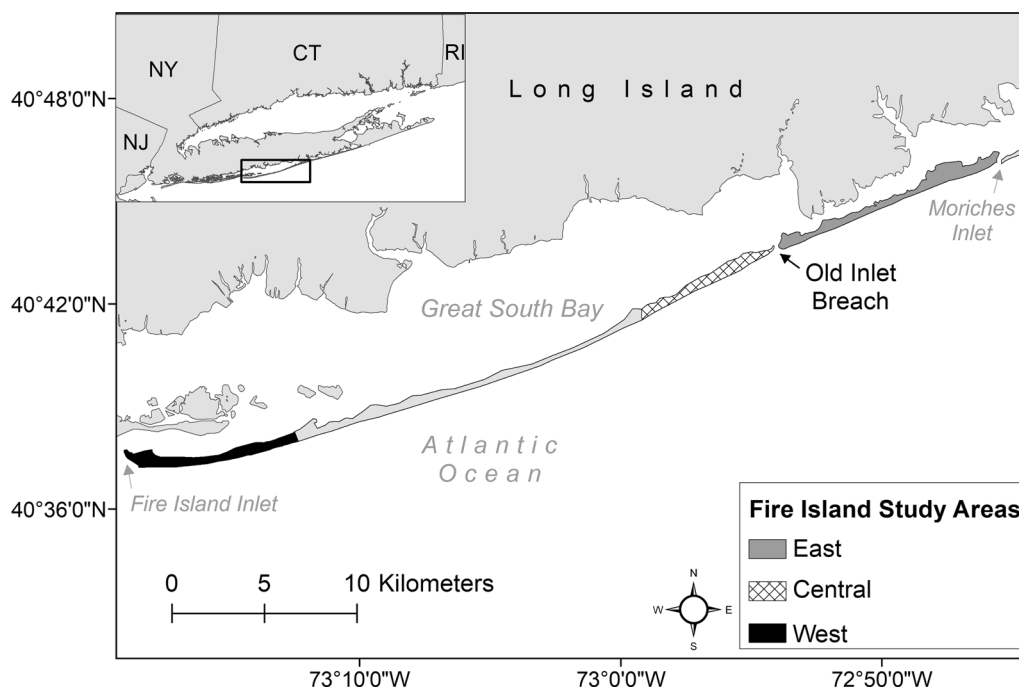 NY
CT
RI
NJ
Long Island
40°48'0"N
40°42'0"N
40°36'0"N
Moriches
Inlet
Old Inlet
Breach
Great South Bay
Atlantic
Ocean
Fire Island Inlet
0 5 10 Kilometers
N
W E
S
Fire Island Study Areas
East
Central
West
73°10'0"W 73°0'0"W 72°50'0"W